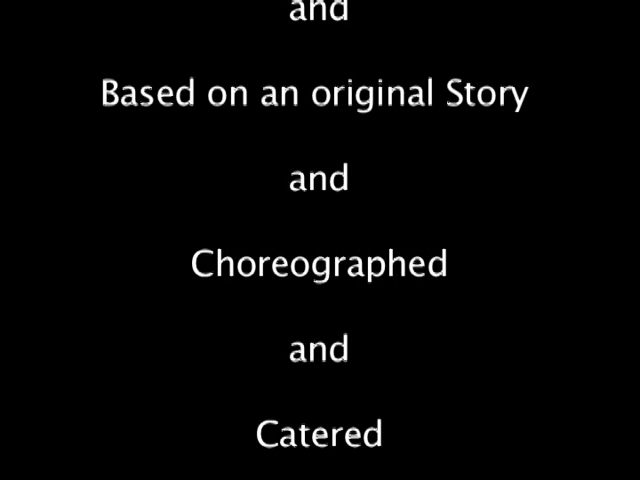 and
Based on an original Story
and
Choreographed
and
Catered